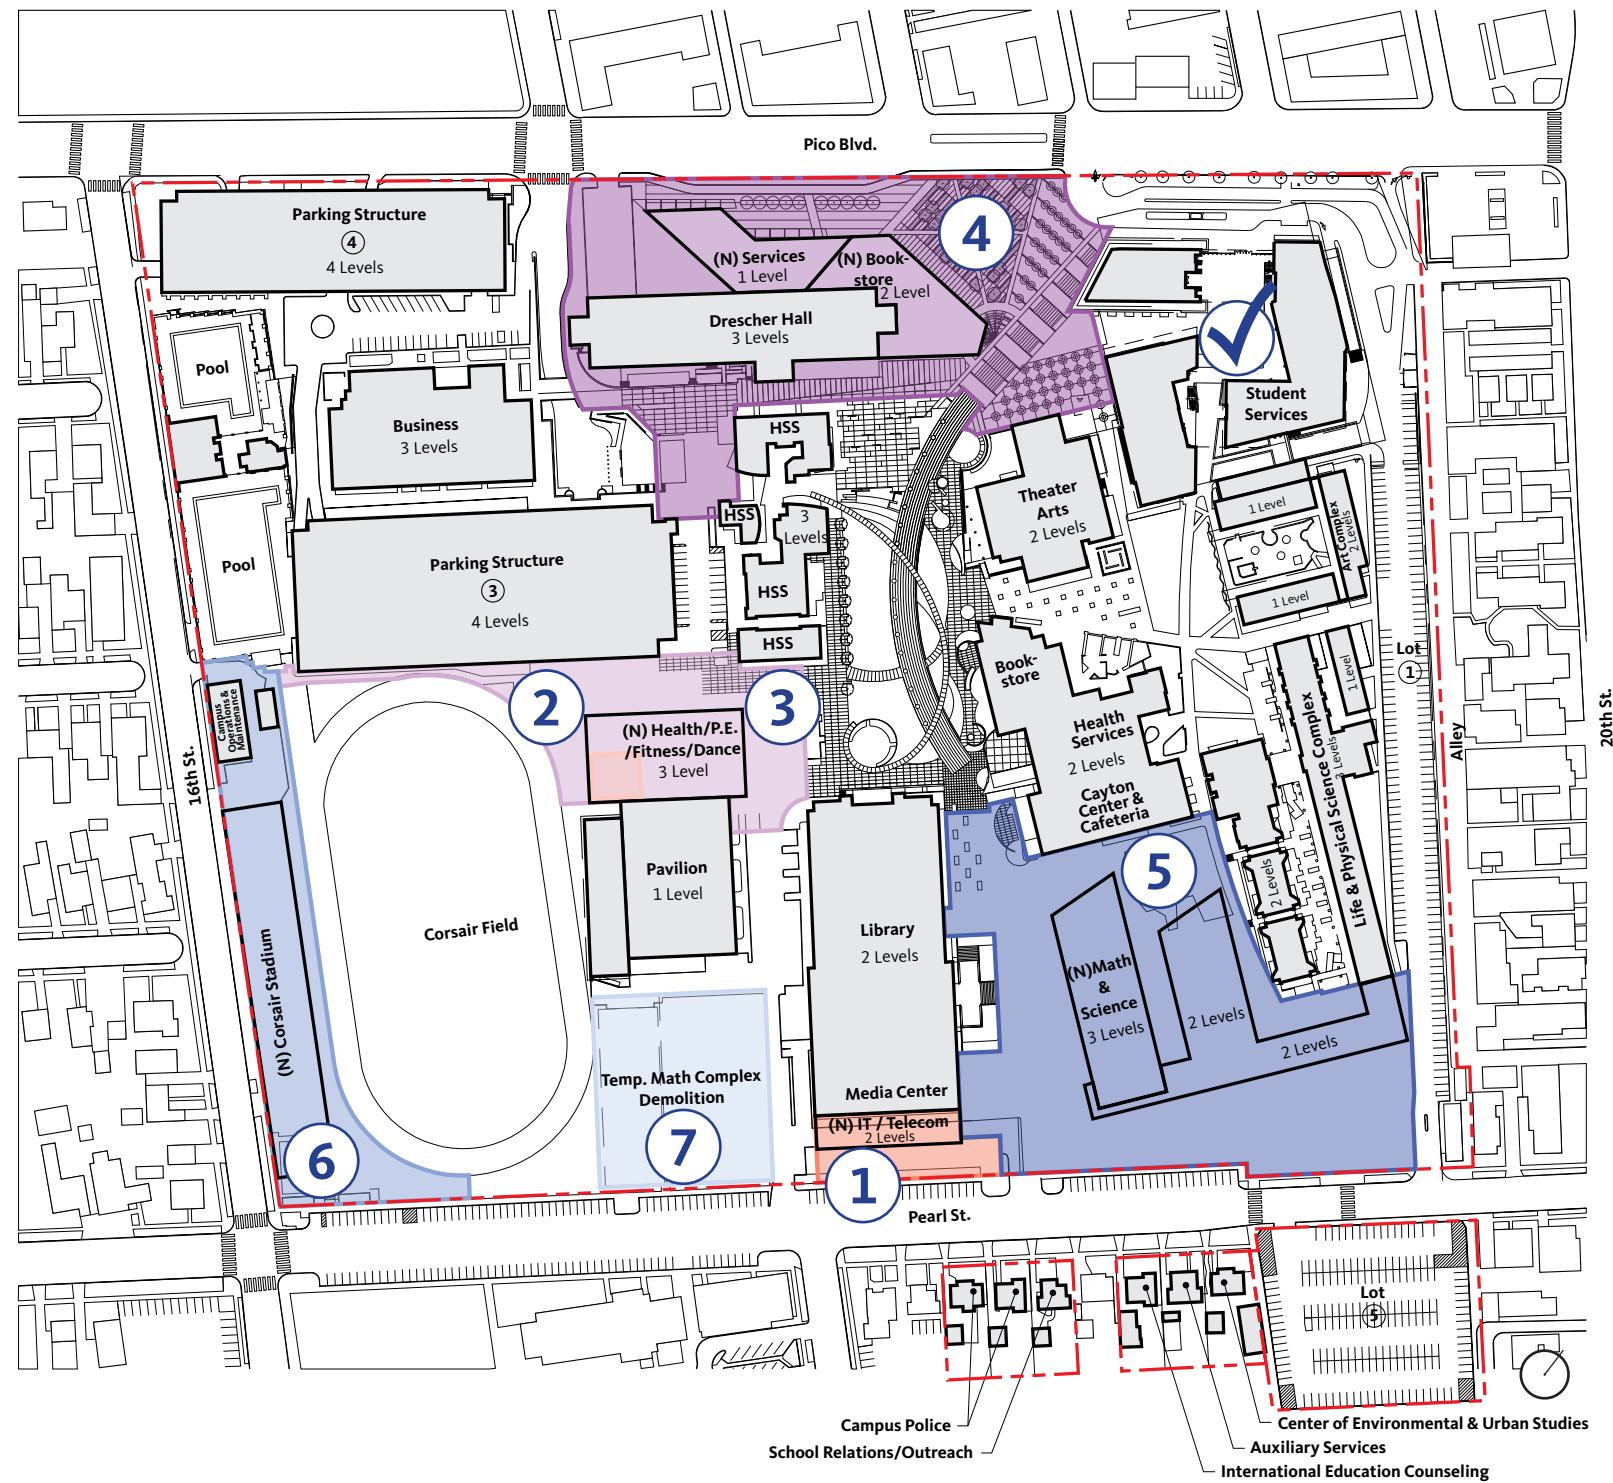 Pico Blvd.
Parking Structure
4
4 Levels
(N) Services
1 Level
(N) Book-
store
2 Level
4
Drescher Hall
3 Levels
Pool
Business
3 Levels
HSS
Student
Services
Theater
Arts
2 Levels
1 Level
Art Complex
2 Levels
1 Level
HSS
3
Levels
HSS
HSS
Pool
Parking Structure
3
4 Levels
Book-
store
Health
Services
2 Levels
Cayton
Center &
Cafeteria
Lot
1
1 Level
Life & Physical Science Complex
3 Levels
2 Levels
Alley
20th St.
16th St.
Campus
Operations &
Maintenance
2
3
(N) Health/P.E.
/Fitness/Dance
3 Level
Pavilion
1 Level
Corsair Field
(N) Corsair Stadium
Library
2 Levels
Media Center
(N) IT / Telecom
2 Levels
5
(N)Math
&
Science
3 Levels
2 Levels
2 Levels
Temp. Math Complex
Demolition
6
7
1
Pearl St.
Lot
5
Campus Police
School Relations/Outreach
Center of Environmental & Urban Studies
Auxiliary Services
International Education Counseling